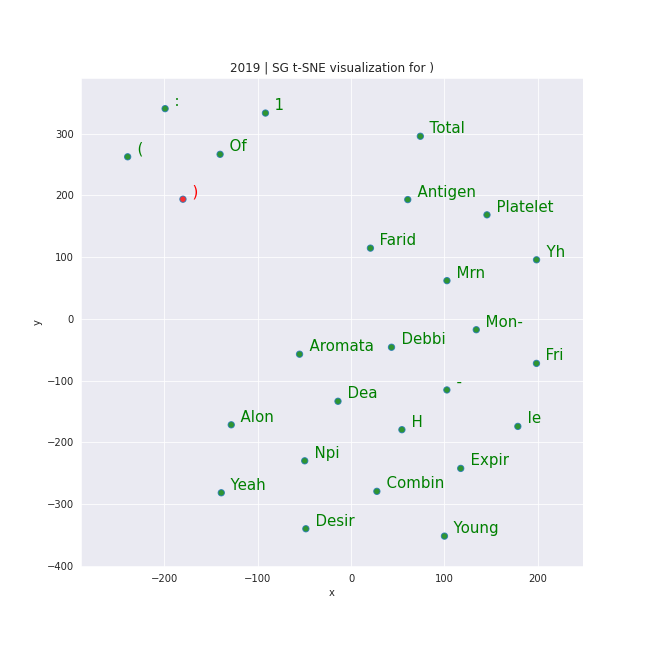 2019 | SG t-SNE visualization for )
:
1
Total
(
Of
300
)
Antigen
200
Platelet
Farid
Yh
100
Mrn
Mon-
0
y
Aromata
Debbi
Fri
-100
-
Dea
Alon
H
Ie
-200
Npi
Expir
Yeah
Combin
-300
Desir
Young
-400
-200
-100
0
100
200
x